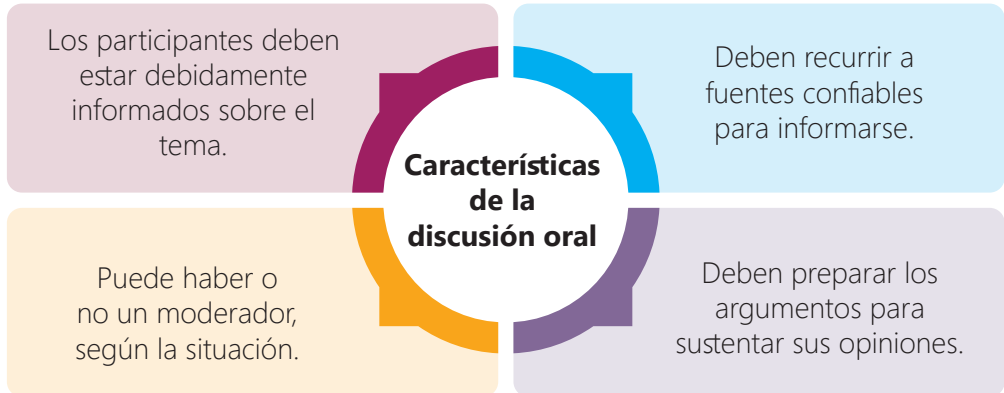 Los participantes deben
estar debidamente
informados sobre el
tema.
Deben recurrir a
fuentes confiables
para informarse.
Características
de la
discusión oral
Puede haber o
no un moderador,
según la situación.
Deben preparar los
argumentos para
sustentar sus opiniones.